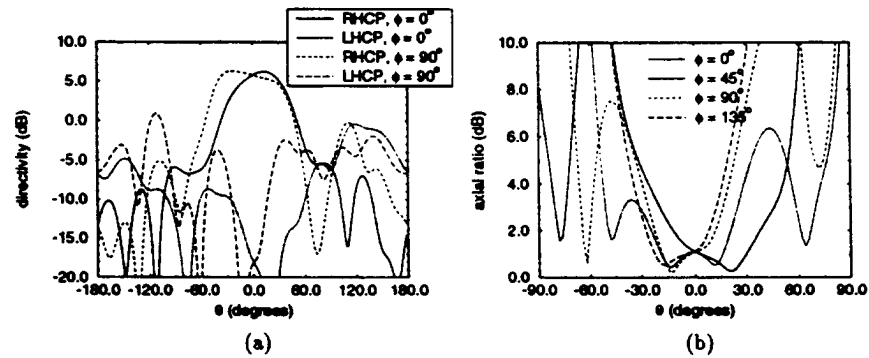 RHCP, ϕ = 0°
LHCP, ϕ = 0°
RHCP, ϕ = 90°
LHCP, ϕ = 90°
10.0
5.0
0.0
-5.0
-10.0
-15.0
-20.0
directivity (dB)
-180.0 -120.0 -60.0 0.0 60.0 120.0 180.0
θ (degrees)
(a)
ϕ = 0°
ϕ = 45°
ϕ = 90°
ϕ = 135°
10.0
8.0
6.0
4.0
2.0
0.0
axial ratio (dB)
-90.0 -60.0 -30.0 0.0 30.0 60.0 90.0
θ (degrees)
(b)